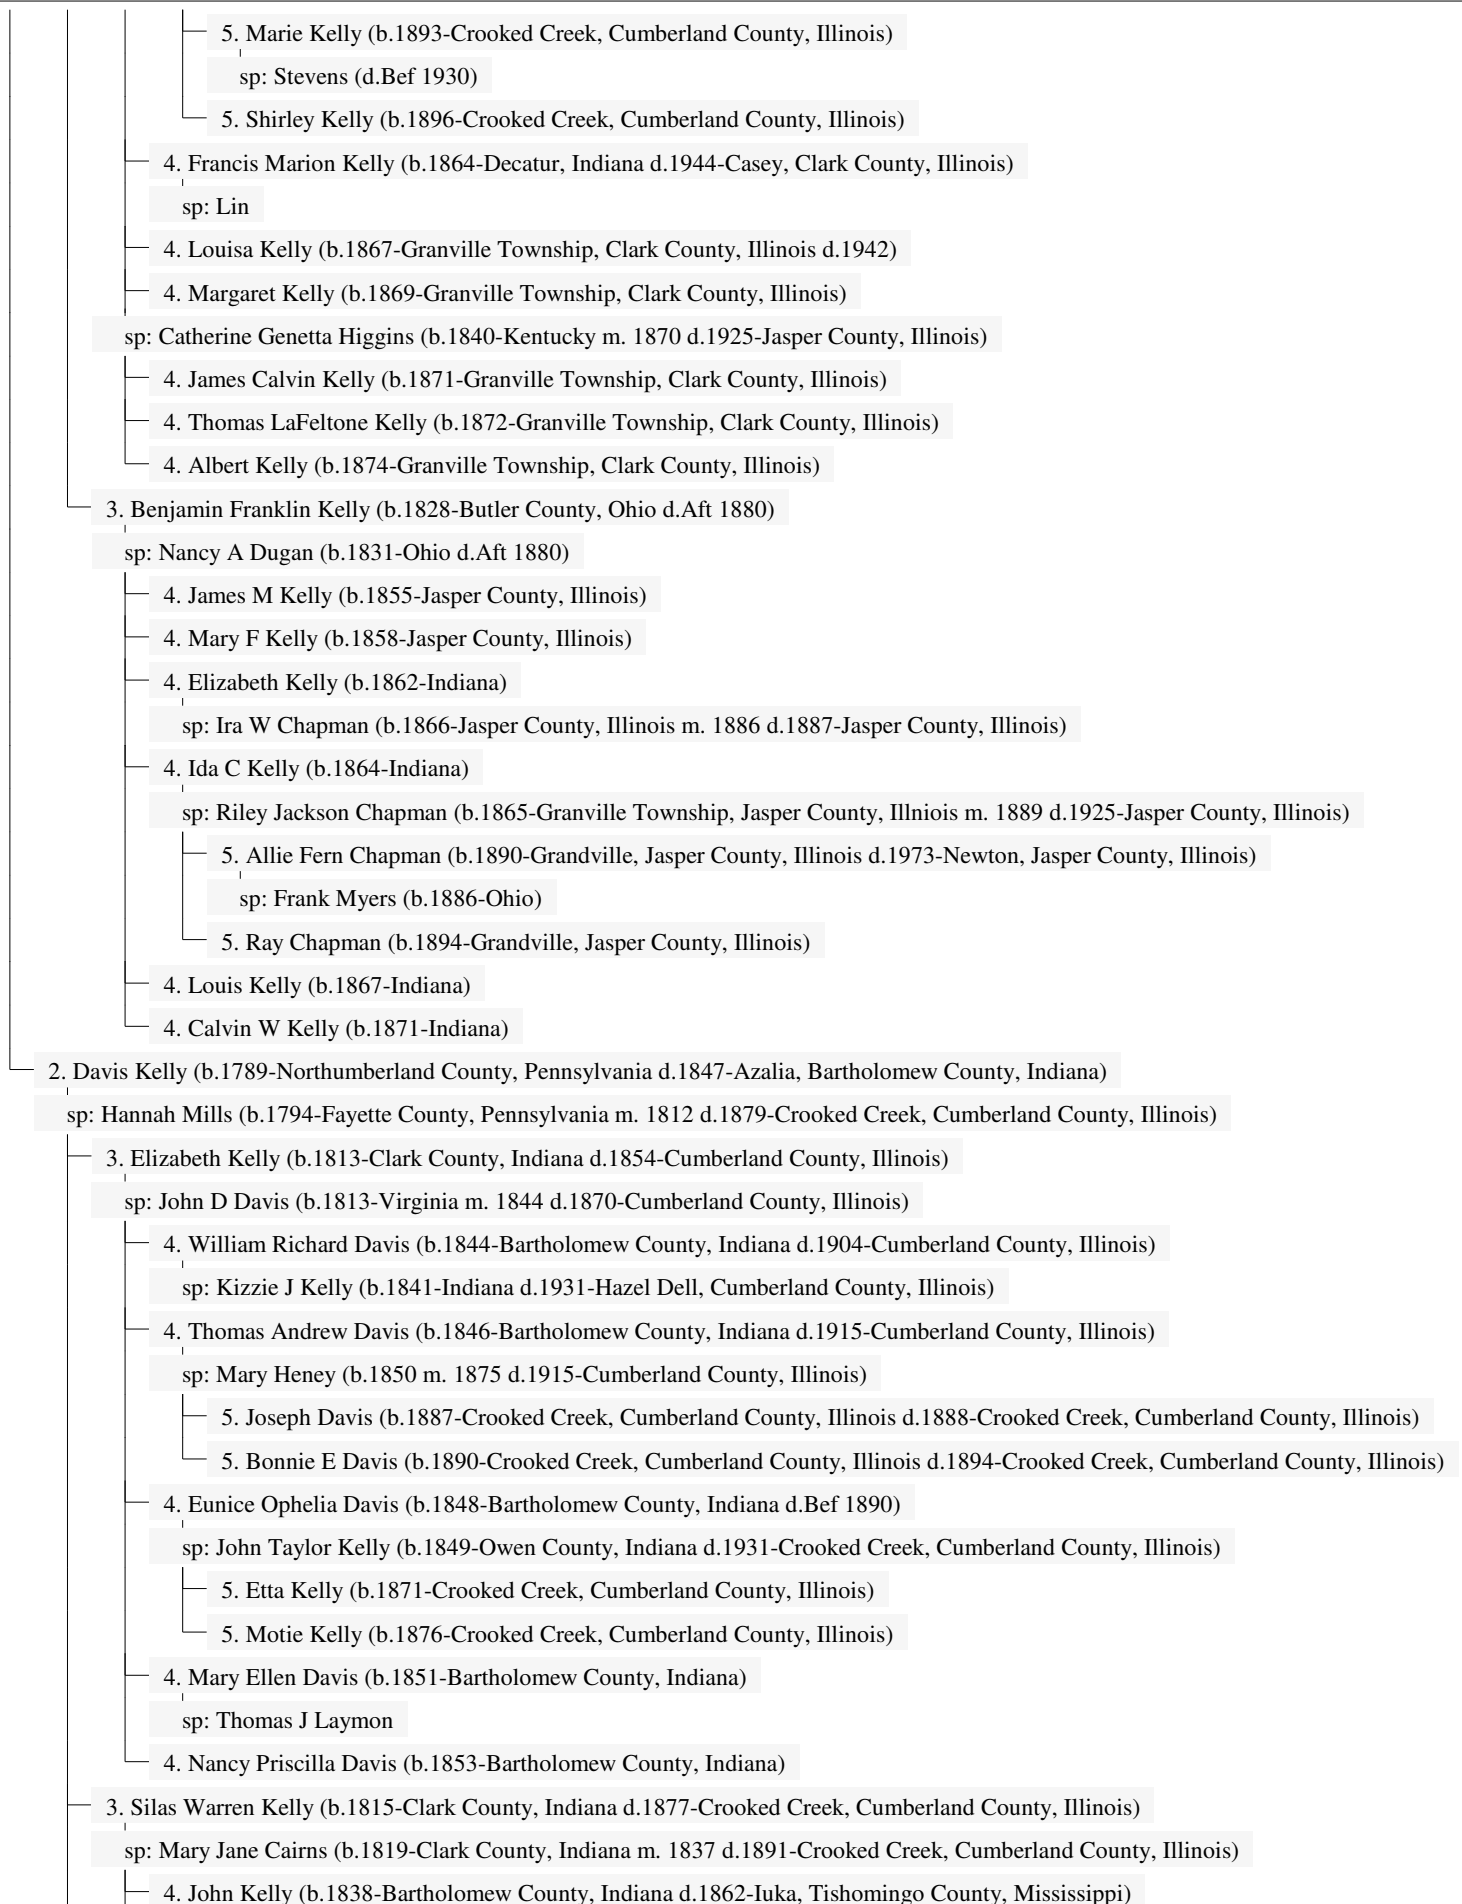 5. Marie Kelly (b.1893-Crooked Creek, Cumberland County, Illinois)
sp: Stevens (d.Bef 1930)
5. Shirley Kelly (b.1896-Crooked Creek, Cumberland County, Illinois)
4. Francis Marion Kelly (b.1864-Decatur, Indiana d.1944-Casey, Clark County, Illinois)
sp: Lin
4. Louisa Kelly (b.1867-Granville Township, Clark County, Illinois d.1942)
4. Margaret Kelly (b.1869-Granville Township, Clark County, Illinois)
sp: Catherine Genetta Higgins (b.1840-Kentucky m. 1870 d.1925-Jasper County, Illinois)
4. James Calvin Kelly (b.1871-Granville Township, Clark County, Illinois)
4. Thomas LaFeltone Kelly (b.1872-Granville Township, Clark County, Illinois)
4. Albert Kelly (b.1874-Granville Township, Clark County, Illinois)
3. Benjamin Franklin Kelly (b.1828-Butler County, Ohio d.Aft 1880)
sp: Nancy A Dugan (b.1831-Ohio d.Aft 1880)
4. James M Kelly (b.1855-Jasper County, Illinois)
4. Mary F Kelly (b.1858-Jasper County, Illinois)
4. Elizabeth Kelly (b.1862-Indiana)
sp: Ira W Chapman (b.1866-Jasper County, Illinois m. 1886 d.1887-Jasper County, Illinois)
4. Ida C Kelly (b.1864-Indiana)
sp: Riley Jackson Chapman (b.1865-Granville Township, Jasper County, Illniois m. 1889 d.1925-Jasper County, Illinois)
5. Allie Fern Chapman (b.1890-Grandville, Jasper County, Illinois d.1973-Newton, Jasper County, Illinois)
sp: Frank Myers (b.1886-Ohio)
5. Ray Chapman (b.1894-Grandville, Jasper County, Illinois)
4. Louis Kelly (b.1867-Indiana)
4. Calvin W Kelly (b.1871-Indiana)
2. Davis Kelly (b.1789-Northumberland County, Pennsylvania d.1847-Azalia, Bartholomew County, Indiana)
sp: Hannah Mills (b.1794-Fayette County, Pennsylvania m. 1812 d.1879-Crooked Creek, Cumberland County, Illinois)
3. Elizabeth Kelly (b.1813-Clark County, Indiana d.1854-Cumberland County, Illinois)
sp: John D Davis (b.1813-Virginia m. 1844 d.1870-Cumberland County, Illinois)
4. William Richard Davis (b.1844-Bartholomew County, Indiana d.1904-Cumberland County, Illinois)
sp: Kizzie J Kelly (b.1841-Indiana d.1931-Hazel Dell, Cumberland County, Illinois)
4. Thomas Andrew Davis (b.1846-Bartholomew County, Indiana d.1915-Cumberland County, Illinois)
sp: Mary Heney (b.1850 m. 1875 d.1915-Cumberland County, Illinois)
5. Joseph Davis (b.1887-Crooked Creek, Cumberland County, Illinois d.1888-Crooked Creek, Cumberland County, Illinois)
5. Bonnie E Davis (b.1890-Crooked Creek, Cumberland County, Illinois d.1894-Crooked Creek, Cumberland County, Illinois)
4. Eunice Ophelia Davis (b.1848-Bartholomew County, Indiana d.Bef 1890)
sp: John Taylor Kelly (b.1849-Owen County, Indiana d.1931-Crooked Creek, Cumberland County, Illinois)
5. Etta Kelly (b.1871-Crooked Creek, Cumberland County, Illinois)
5. Motie Kelly (b.1876-Crooked Creek, Cumberland County, Illinois)
4. Mary Ellen Davis (b.1851-Bartholomew County, Indiana)
sp: Thomas J Laymon
4. Nancy Priscilla Davis (b.1853-Bartholomew County, Indiana)
3. Silas Warren Kelly (b.1815-Clark County, Indiana d.1877-Crooked Creek, Cumberland County, Illinois)
sp: Mary Jane Cairns (b.1819-Clark County, Indiana m. 1837 d.1891-Crooked Creek, Cumberland County, Illinois)
4. John Kelly (b.1838-Bartholomew County, Indiana d.1862-Iuka, Tishomingo County, Mississippi)